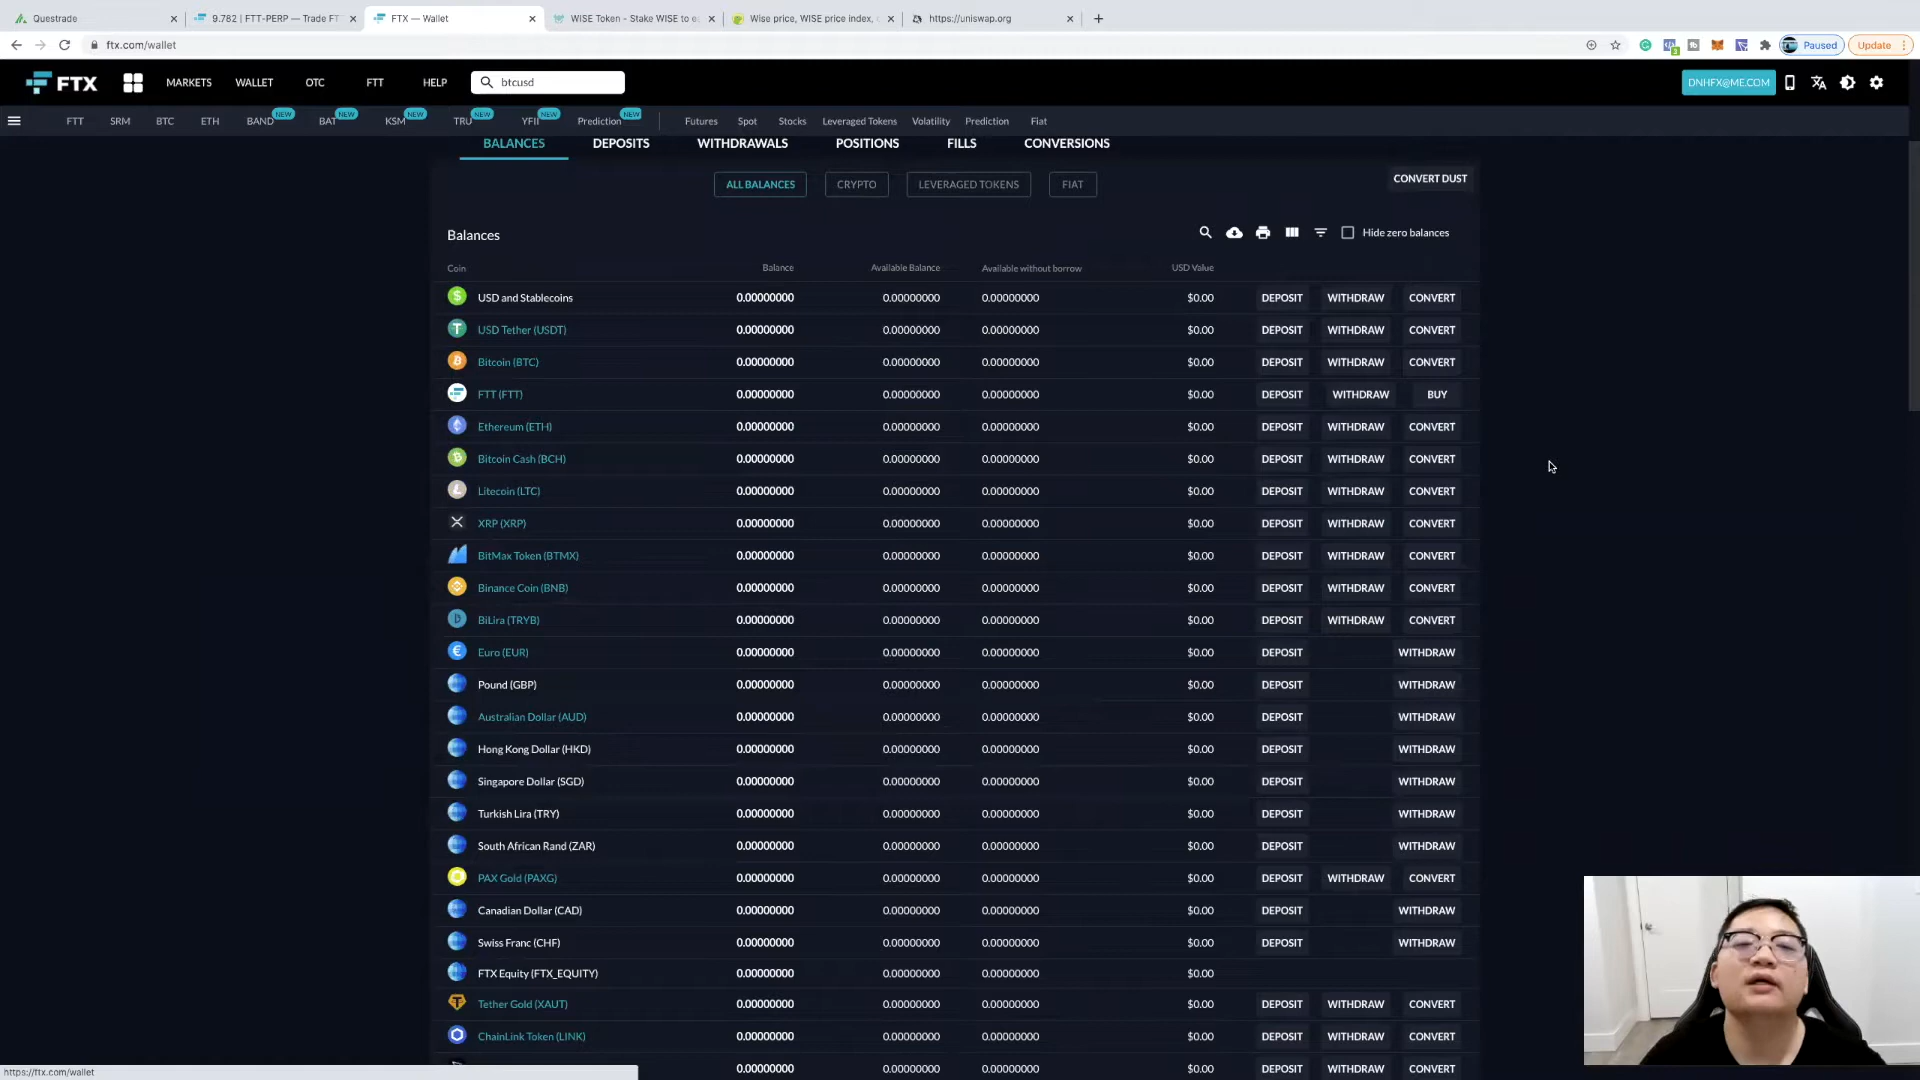 Questrade
9.782 | FTT-PERP — Trade FT
FTX — Wallet
WISE Token - Stake WISE to e
Wise price, WISE price index,
https://uniswap.org
ftx.com/wallet
Paused
Update
FTX
MARKETS
WALLET
OTC
FTT
HELP
btcusd
DNHFX@ME.COM
FTT
SRM
BTC
ETH
BAND NEW
BAT NEW
KSM NEW
TRU NEW
YFII NEW
Prediction NEW
Futures
Spot
Stocks
Leveraged Tokens
Volatility
Prediction
Fiat
BALANCES
DEPOSITS
WITHDRAWALS
POSITIONS
FILLS
CONVERSIONS
ALL BALANCES
CRYPTO
LEVERAGED TOKENS
FIAT
CONVERT DUST
Balances
Hide zero balances
Coin Balance Available Balance Available without borrow USD Value
USD and Stablecoins 0.00000000 0.00000000 0.00000000 $0.00 DEPOSIT WITHDRAW CONVERT
USD Tether (USDT) 0.00000000 0.00000000 0.00000000 $0.00 DEPOSIT WITHDRAW CONVERT
Bitcoin (BTC) 0.00000000 0.00000000 0.00000000 $0.00 DEPOSIT WITHDRAW CONVERT
FTT (FTT) 0.00000000 0.00000000 0.00000000 $0.00 DEPOSIT WITHDRAW BUY
Ethereum (ETH) 0.00000000 0.00000000 0.00000000 $0.00 DEPOSIT WITHDRAW CONVERT
Bitcoin Cash (BCH) 0.00000000 0.00000000 0.00000000 $0.00 DEPOSIT WITHDRAW CONVERT
Litecoin (LTC) 0.00000000 0.00000000 0.00000000 $0.00 DEPOSIT WITHDRAW CONVERT
XRP (XRP) 0.00000000 0.00000000 0.00000000 $0.00 DEPOSIT WITHDRAW CONVERT
BitMax Token (BTMX) 0.00000000 0.00000000 0.00000000 $0.00 DEPOSIT WITHDRAW CONVERT
Binance Coin (BNB) 0.00000000 0.00000000 0.00000000 $0.00 DEPOSIT WITHDRAW CONVERT
BiLira (TRYB) 0.00000000 0.00000000 0.00000000 $0.00 DEPOSIT WITHDRAW CONVERT
Euro (EUR) 0.00000000 0.00000000 0.00000000 $0.00 DEPOSIT WITHDRAW
Pound (GBP) 0.00000000 0.00000000 0.00000000 $0.00 DEPOSIT WITHDRAW
Australian Dollar (AUD) 0.00000000 0.00000000 0.00000000 $0.00 DEPOSIT WITHDRAW
Hong Kong Dollar (HKD) 0.00000000 0.00000000 0.00000000 $0.00 DEPOSIT WITHDRAW
Singapore Dollar (SGD) 0.00000000 0.00000000 0.00000000 $0.00 DEPOSIT WITHDRAW
Turkish Lira (TRY) 0.00000000 0.00000000 0.00000000 $0.00 DEPOSIT WITHDRAW
South African Rand (ZAR) 0.00000000 0.00000000 0.00000000 $0.00 DEPOSIT WITHDRAW
PAX Gold (PAXG) 0.00000000 0.00000000 0.00000000 $0.00 DEPOSIT WITHDRAW CONVERT
Canadian Dollar (CAD) 0.00000000 0.00000000 0.00000000 $0.00 DEPOSIT WITHDRAW
Swiss Franc (CHF) 0.00000000 0.00000000 0.00000000 $0.00 DEPOSIT WITHDRAW
FTX Equity (FTX_EQUITY) 0.00000000 0.00000000 0.00000000 $0.00
Tether Gold (XAUT) 0.00000000 0.00000000 0.00000000 $0.00 DEPOSIT WITHDRAW CONVERT
ChainLink Token (LINK) 0.00000000 0.00000000 0.00000000 $0.00 DEPOSIT WITHDRAW CONVERT
0.00000000 0.00000000 0.00000000 $0.00 DEPOSIT WITHDRAW CONVERT
https://ftx.com/wallet